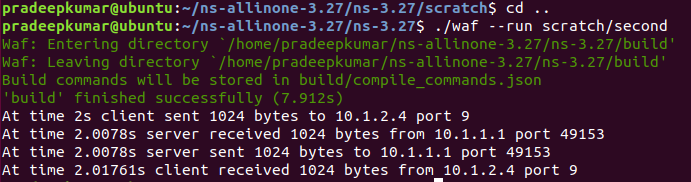 pradeepkumar@ubuntu:~/ns-allinone-3.27/ns-3.27/scratch$ cd ..
pradeepkumar@ubuntu:~/ns-allinone-3.27/ns-3.27$ ./waf --run scratch/second
Waf: Entering directory `/home/pradeepkumar/ns-allinone-3.27/ns-3.27/build'
Waf: Leaving directory `/home/pradeepkumar/ns-allinone-3.27/ns-3.27/build'
Build commands will be stored in build/compile_commands.json
'build' finished successfully (7.912s)
At time 2s client sent 1024 bytes to 10.1.2.4 port 9
At time 2.0078s server received 1024 bytes from 10.1.1.1 port 49153
At time 2.0078s server sent 1024 bytes to 10.1.1.1 port 49153
At time 2.01761s client received 1024 bytes from 10.1.2.4 port 9